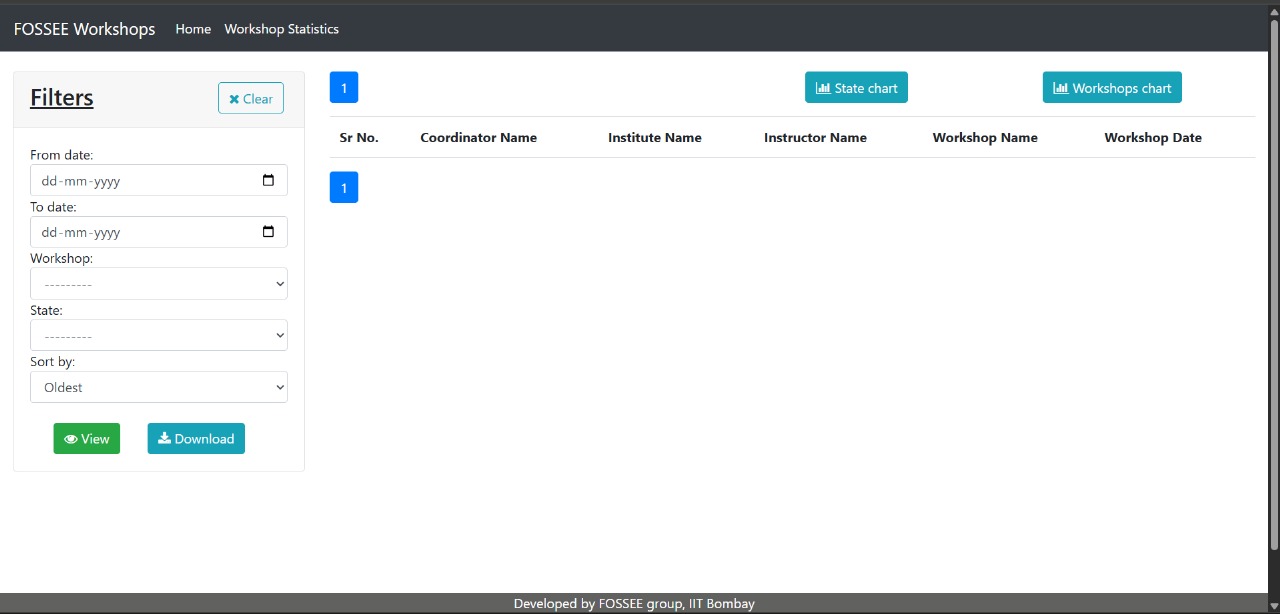 FOSSEE Workshops Home Workshop Statistics
Filters
Clear
From date:
dd-mm-yyyy
To date:
dd-mm-yyyy
Workshop:
---------
State:
---------
Sort by:
Oldest
View Download
1 State chart Workshops chart
Sr No. Coordinator Name Institute Name Instructor Name Workshop Name Workshop Date
1
Developed by FOSSEE group, IIT Bombay